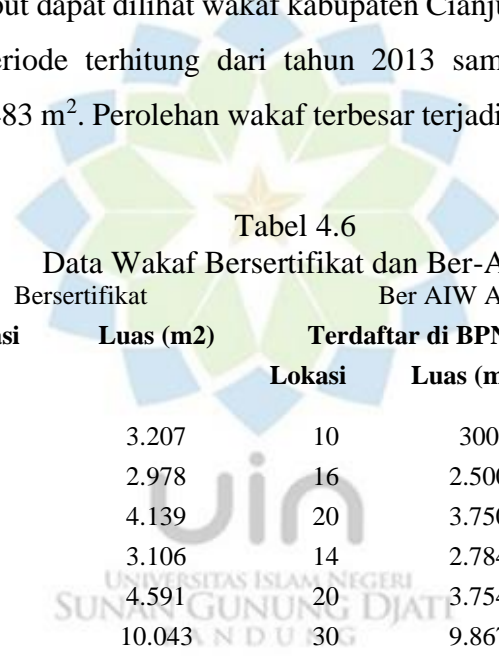 but dapat dilihat wakaf kabupaten Cianju
eriode terhitung dari tahun 2013 sam
83 m². Perolehan wakaf terbesar terjadi
Tabel 4.6
Data Wakaf Bersertifikat dan Ber-A
Bersertifikat Ber AIW A
si Luas (m2) Terdaftar di BPN
Lokasi Luas (m
3.207 10 300
2.978 16 2.500
4.139 20 3.750
3.106 14 2.784
4.591 20 3.754
10.043 30 9.867
uin
UNIVERSITAS ISLAM NEGERI
SUNAN GUNUNG DJATI
BANDUNG